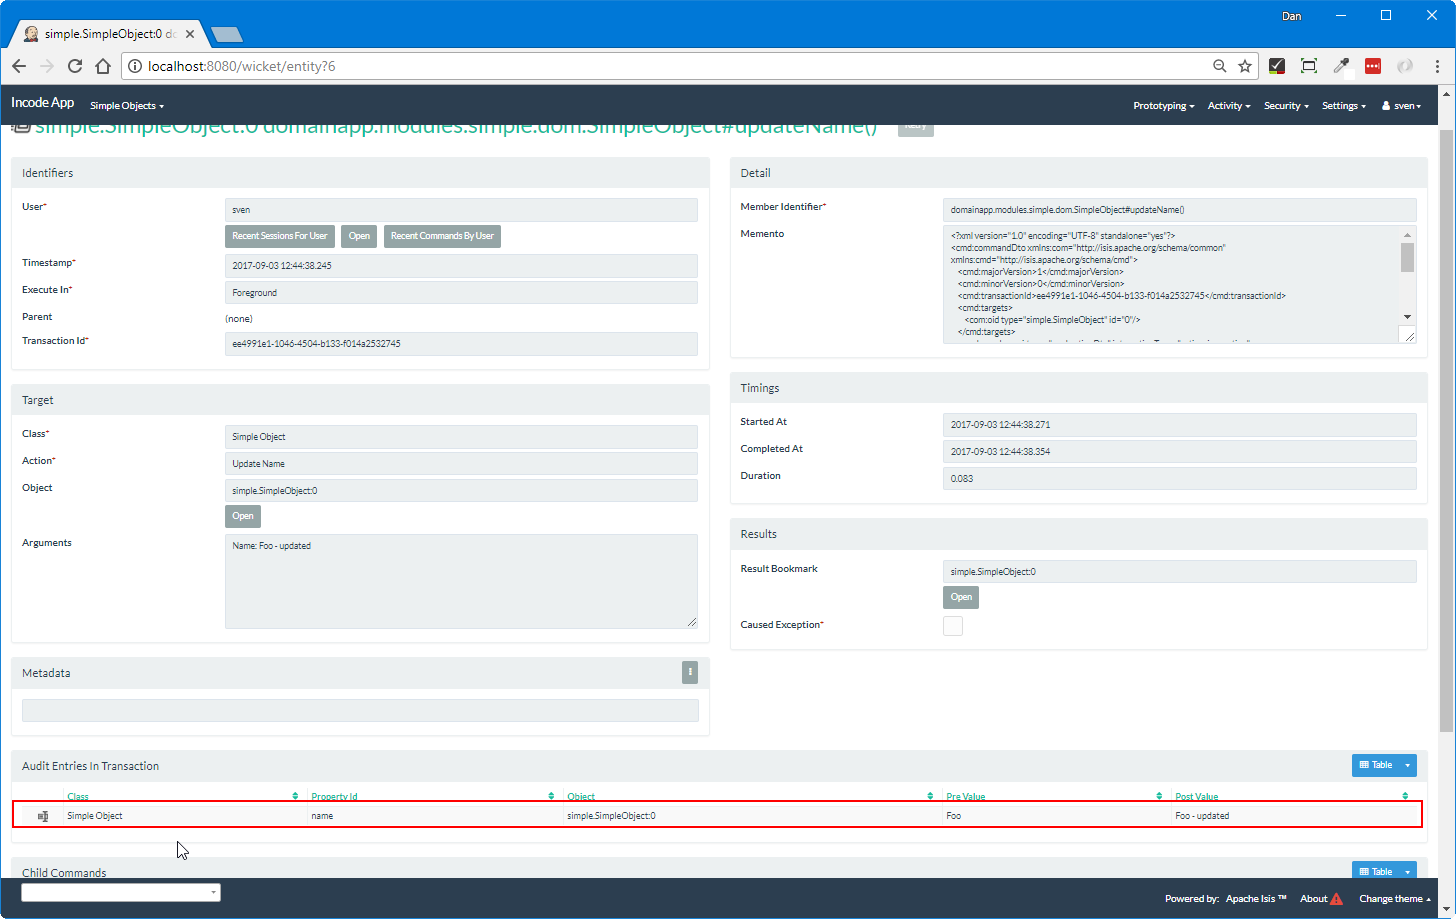 Dan
simple.SimpleObject:0 do
localhost:8080/wicket/entity?6
Incode App Simple Objects Prototyping Activity Security Settings sven
simple.SimpleObject:0 domainapp.modules.simple.dom.SimpleObject#updateName() Retry
Identifiers
User* sven
Recent Sessions For User Open Recent Commands By User
Timestamp* 2017-09-03 12:44:38.245
Execute In* Foreground
Parent (none)
Transaction Id* ee4991e1-1046-4504-b133-f014a2532745
Target
Class* Simple Object
Action* Update Name
Object simple.SimpleObject:0
Open
Arguments Name: Foo - updated
Metadata
Detail
Member Identifier* domainapp.modules.simple.dom.SimpleObject#updateName()
Memento <?xml version="1.0" encoding="UTF-8" standalone="yes"?>
<cmd:commandDto xmlns:com="http://isis.apache.org/schema/common"
xmlns:cmd="http://isis.apache.org/schema/cmd">
<cmd:majorVersion>1</cmd:majorVersion>
<cmd:minorVersion>0</cmd:minorVersion>
<cmd:transactionId>ee4991e1-1046-4504-b133-f014a2532745</cmd:transactionId>
<cmd:targets>
<com:oid type="simple.SimpleObject" id="0"/>
</cmd:targets>
Timings
Started At 2017-09-03 12:44:38.271
Completed At 2017-09-03 12:44:38.354
Duration 0.083
Results
Result Bookmark simple.SimpleObject:0
Open
Caused Exception*
Audit Entries In Transaction Table
Class Property Id Object Pre Value Post Value
Simple Object name simple.SimpleObject:0 Foo Foo - updated
Child Commands Table
Powered by: Apache Isis ™ About Change theme